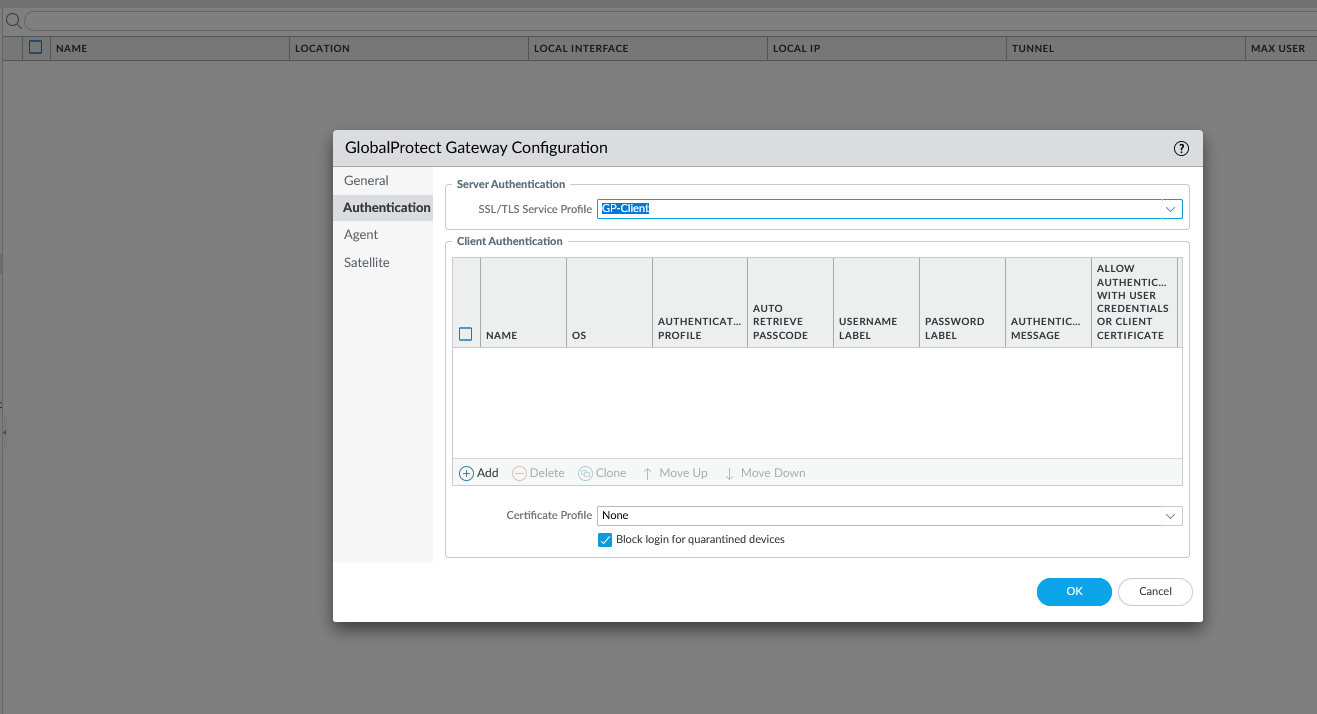 NAME LOCATION LOCAL INTERFACE LOCAL IP TUNNEL MAX USER
GlobalProtect Gateway Configuration ?
General
Authentication
Agent
Satellite
Server Authentication
SSL/TLS Service Profile GP-Client
Client Authentication
NAME
OS
AUTHENTICAT...
PROFILE
AUTO
RETRIEVE
PASSCODE
USERNAME
LABEL
PASSWORD
LABEL
AUTHENTIC...
MESSAGE
ALLOW
AUTHENTIC...
WITH USER
CREDENTIALS
OR CLIENT
CERTIFICATE
Add Delete Clone Move Up Move Down
Certificate Profile None
Block login for quarantined devices
OK Cancel